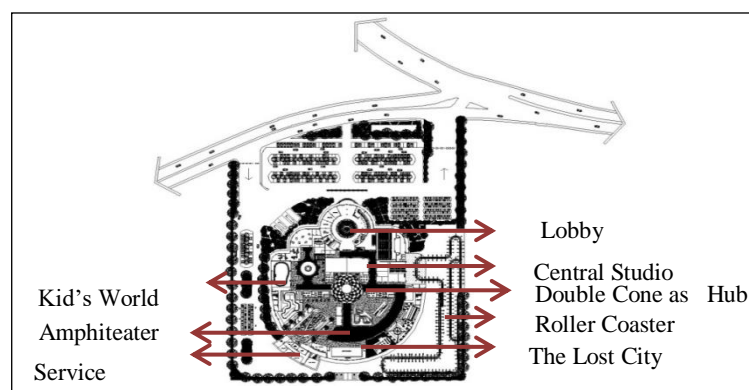 Lobby
Central Studio
Double Cone as Hub
Roller Coaster
The Lost City
Kid's World
Amphiteater
Service